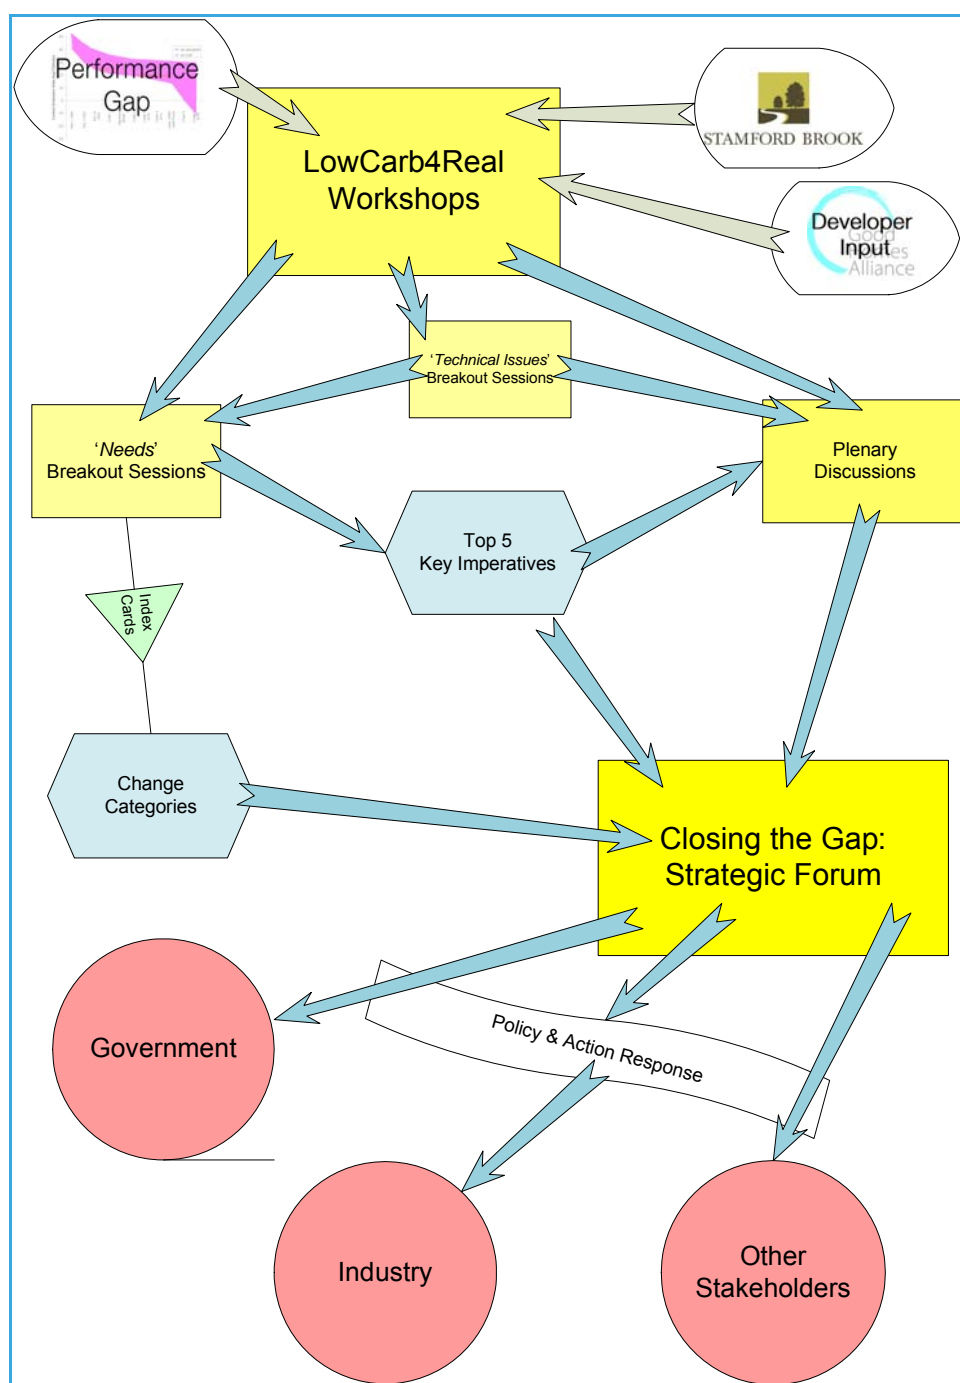 Performance
Gap
STAMFORD BROOK
LowCarb4Real
Workshops
Developer
Input
Good
Homes
Alliance
'Technical Issues'
Breakout Sessions
'Needs'
Breakout Sessions
Plenary
Discussions
Top 5
Key Imperatives
Index
Cards
Change
Categories
Closing the Gap:
Strategic Forum
Government
Policy & Action Response
Industry
Other
Stakeholders